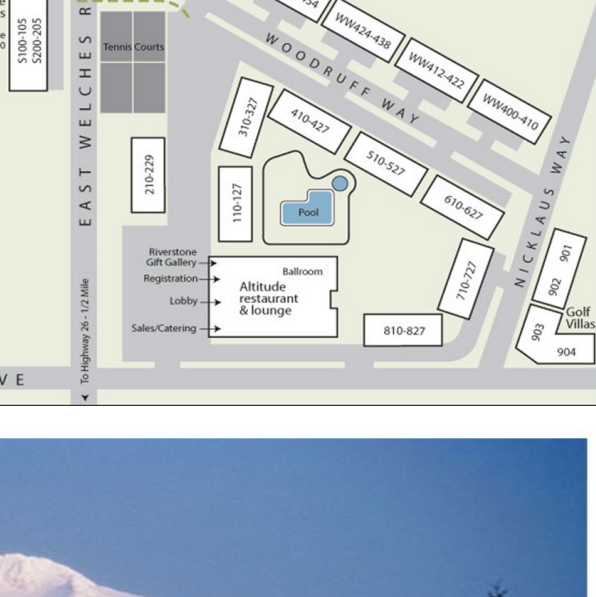 434
WW424-438
WW412-422
WW400-410
S100-105
S200-205
EAST WELCHES R
Tennis Courts
WOODRUFF WAY
310-327
410-427
510-527
610-627
NICKLAUS WAY
210-229
110-127
Pool
710-727
901
902
903
904
Golf
Villas
Riverstone
Gift Gallery
Registration
Lobby
Sales/Catering
Ballroom
Altitude
restaurant
& lounge
810-827
To Highway 26 - 1/2 Mile
VE